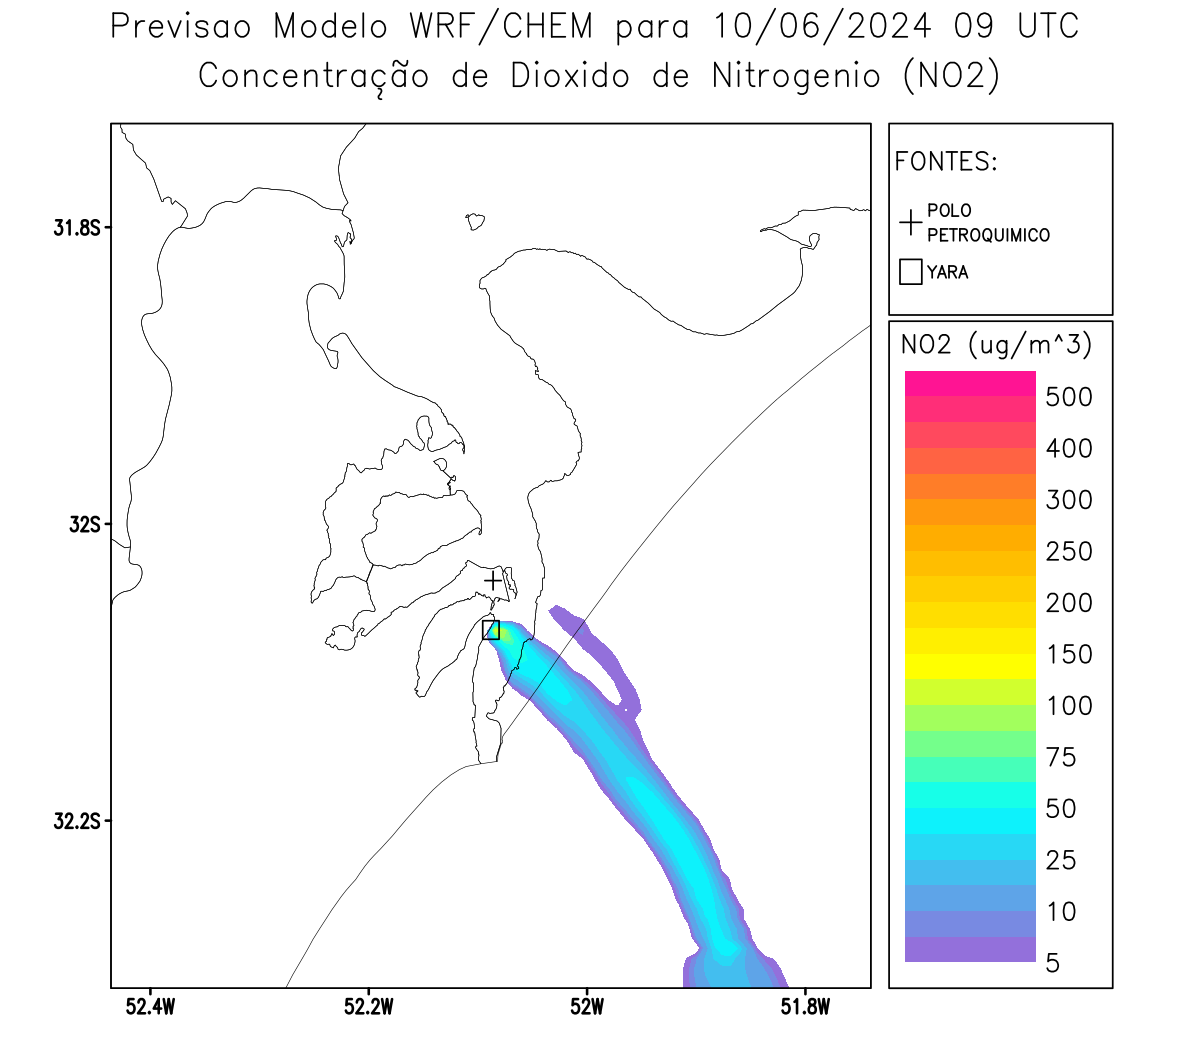 Previsao Modelo WRF/CHEM para 10/06/2024 09 UTC
Concentração de Dioxido de Nitrogenio (NO2)
FONTES:
POLO
PETROQUIMICO
YARA
NO2 (ug/m^3)
500
400
300
250
200
150
100
75
50
25
10
5
31.8S
32S
32.2S
52.4W
52.2W
52W
51.8W